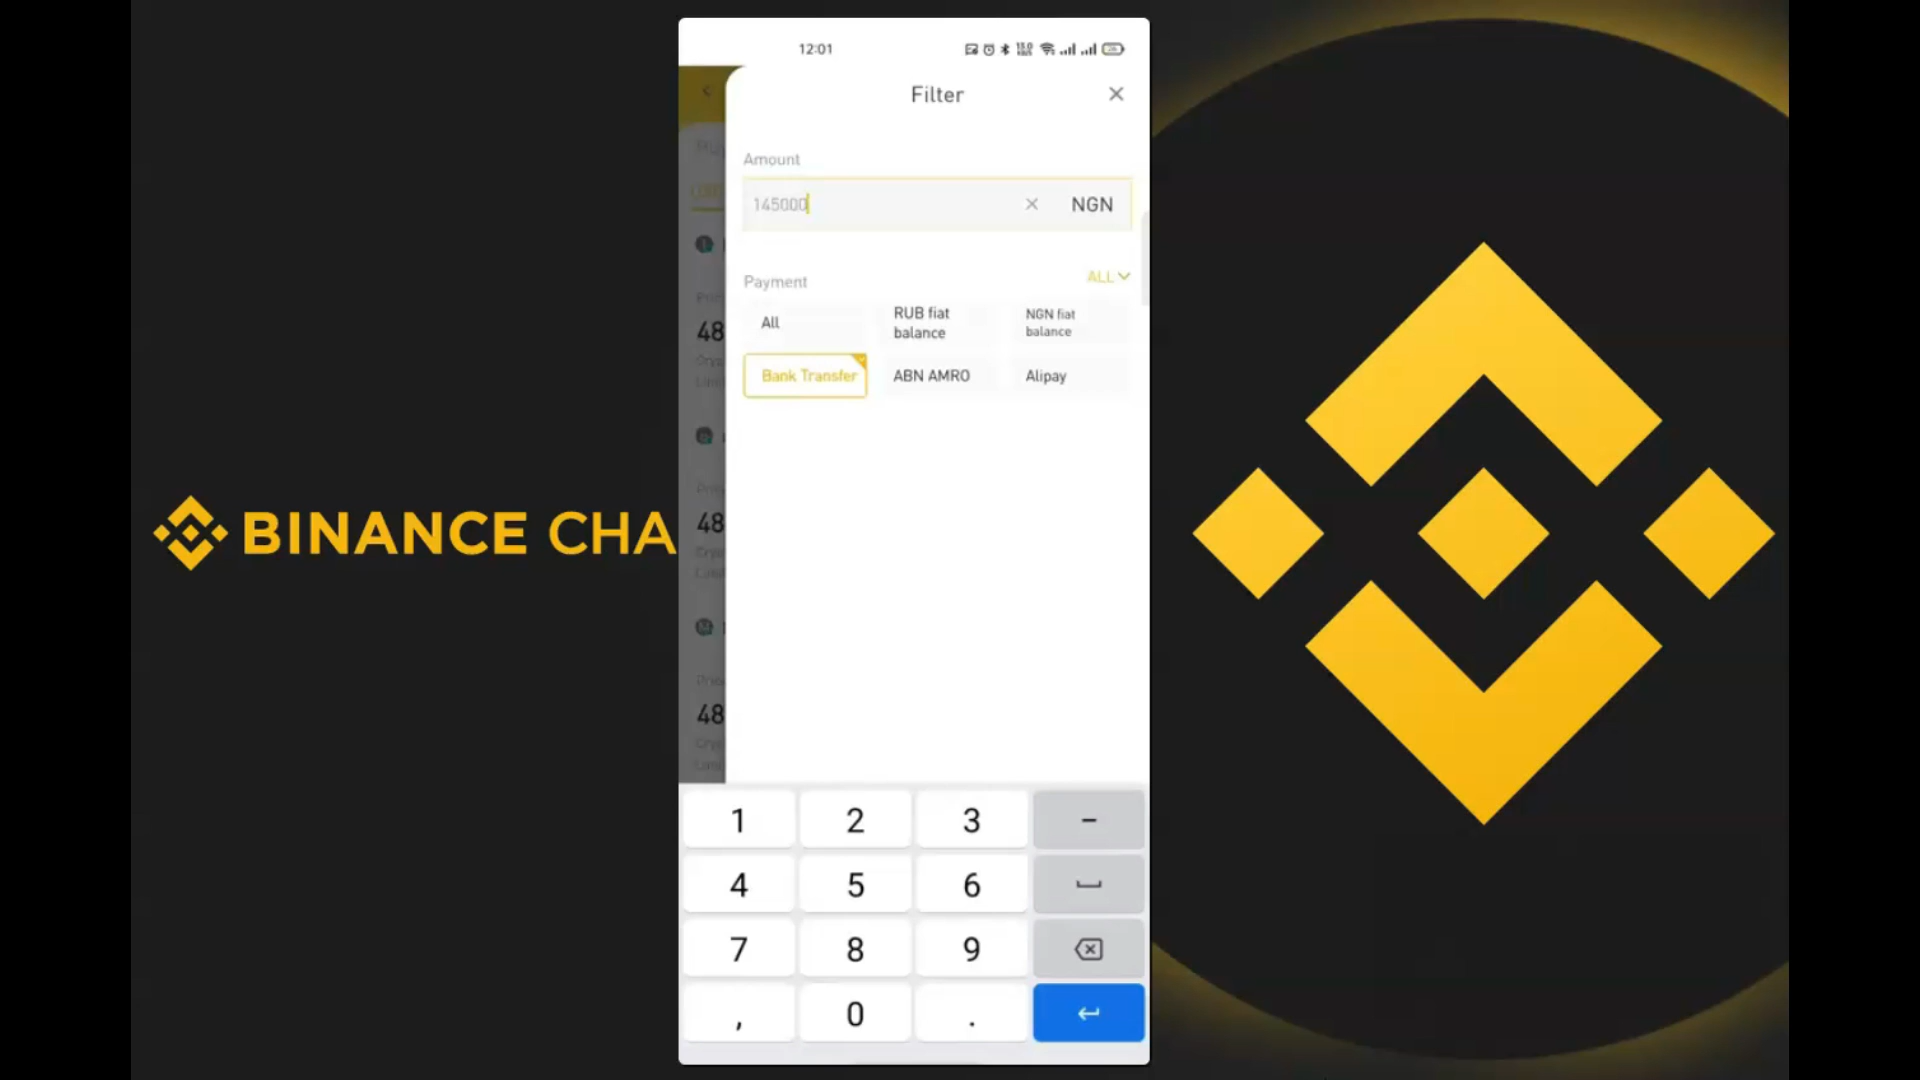 12:01
Filter
Amount
145000
NGN
Payment
ALL
All
RUB fiat
balance
NGN fiat
balance
Bank Transfer
ABN AMRO
Alipay
48
48
48
BINANCE CHA
1 2 3 -
4 5 6
7 8 9
, 0 .